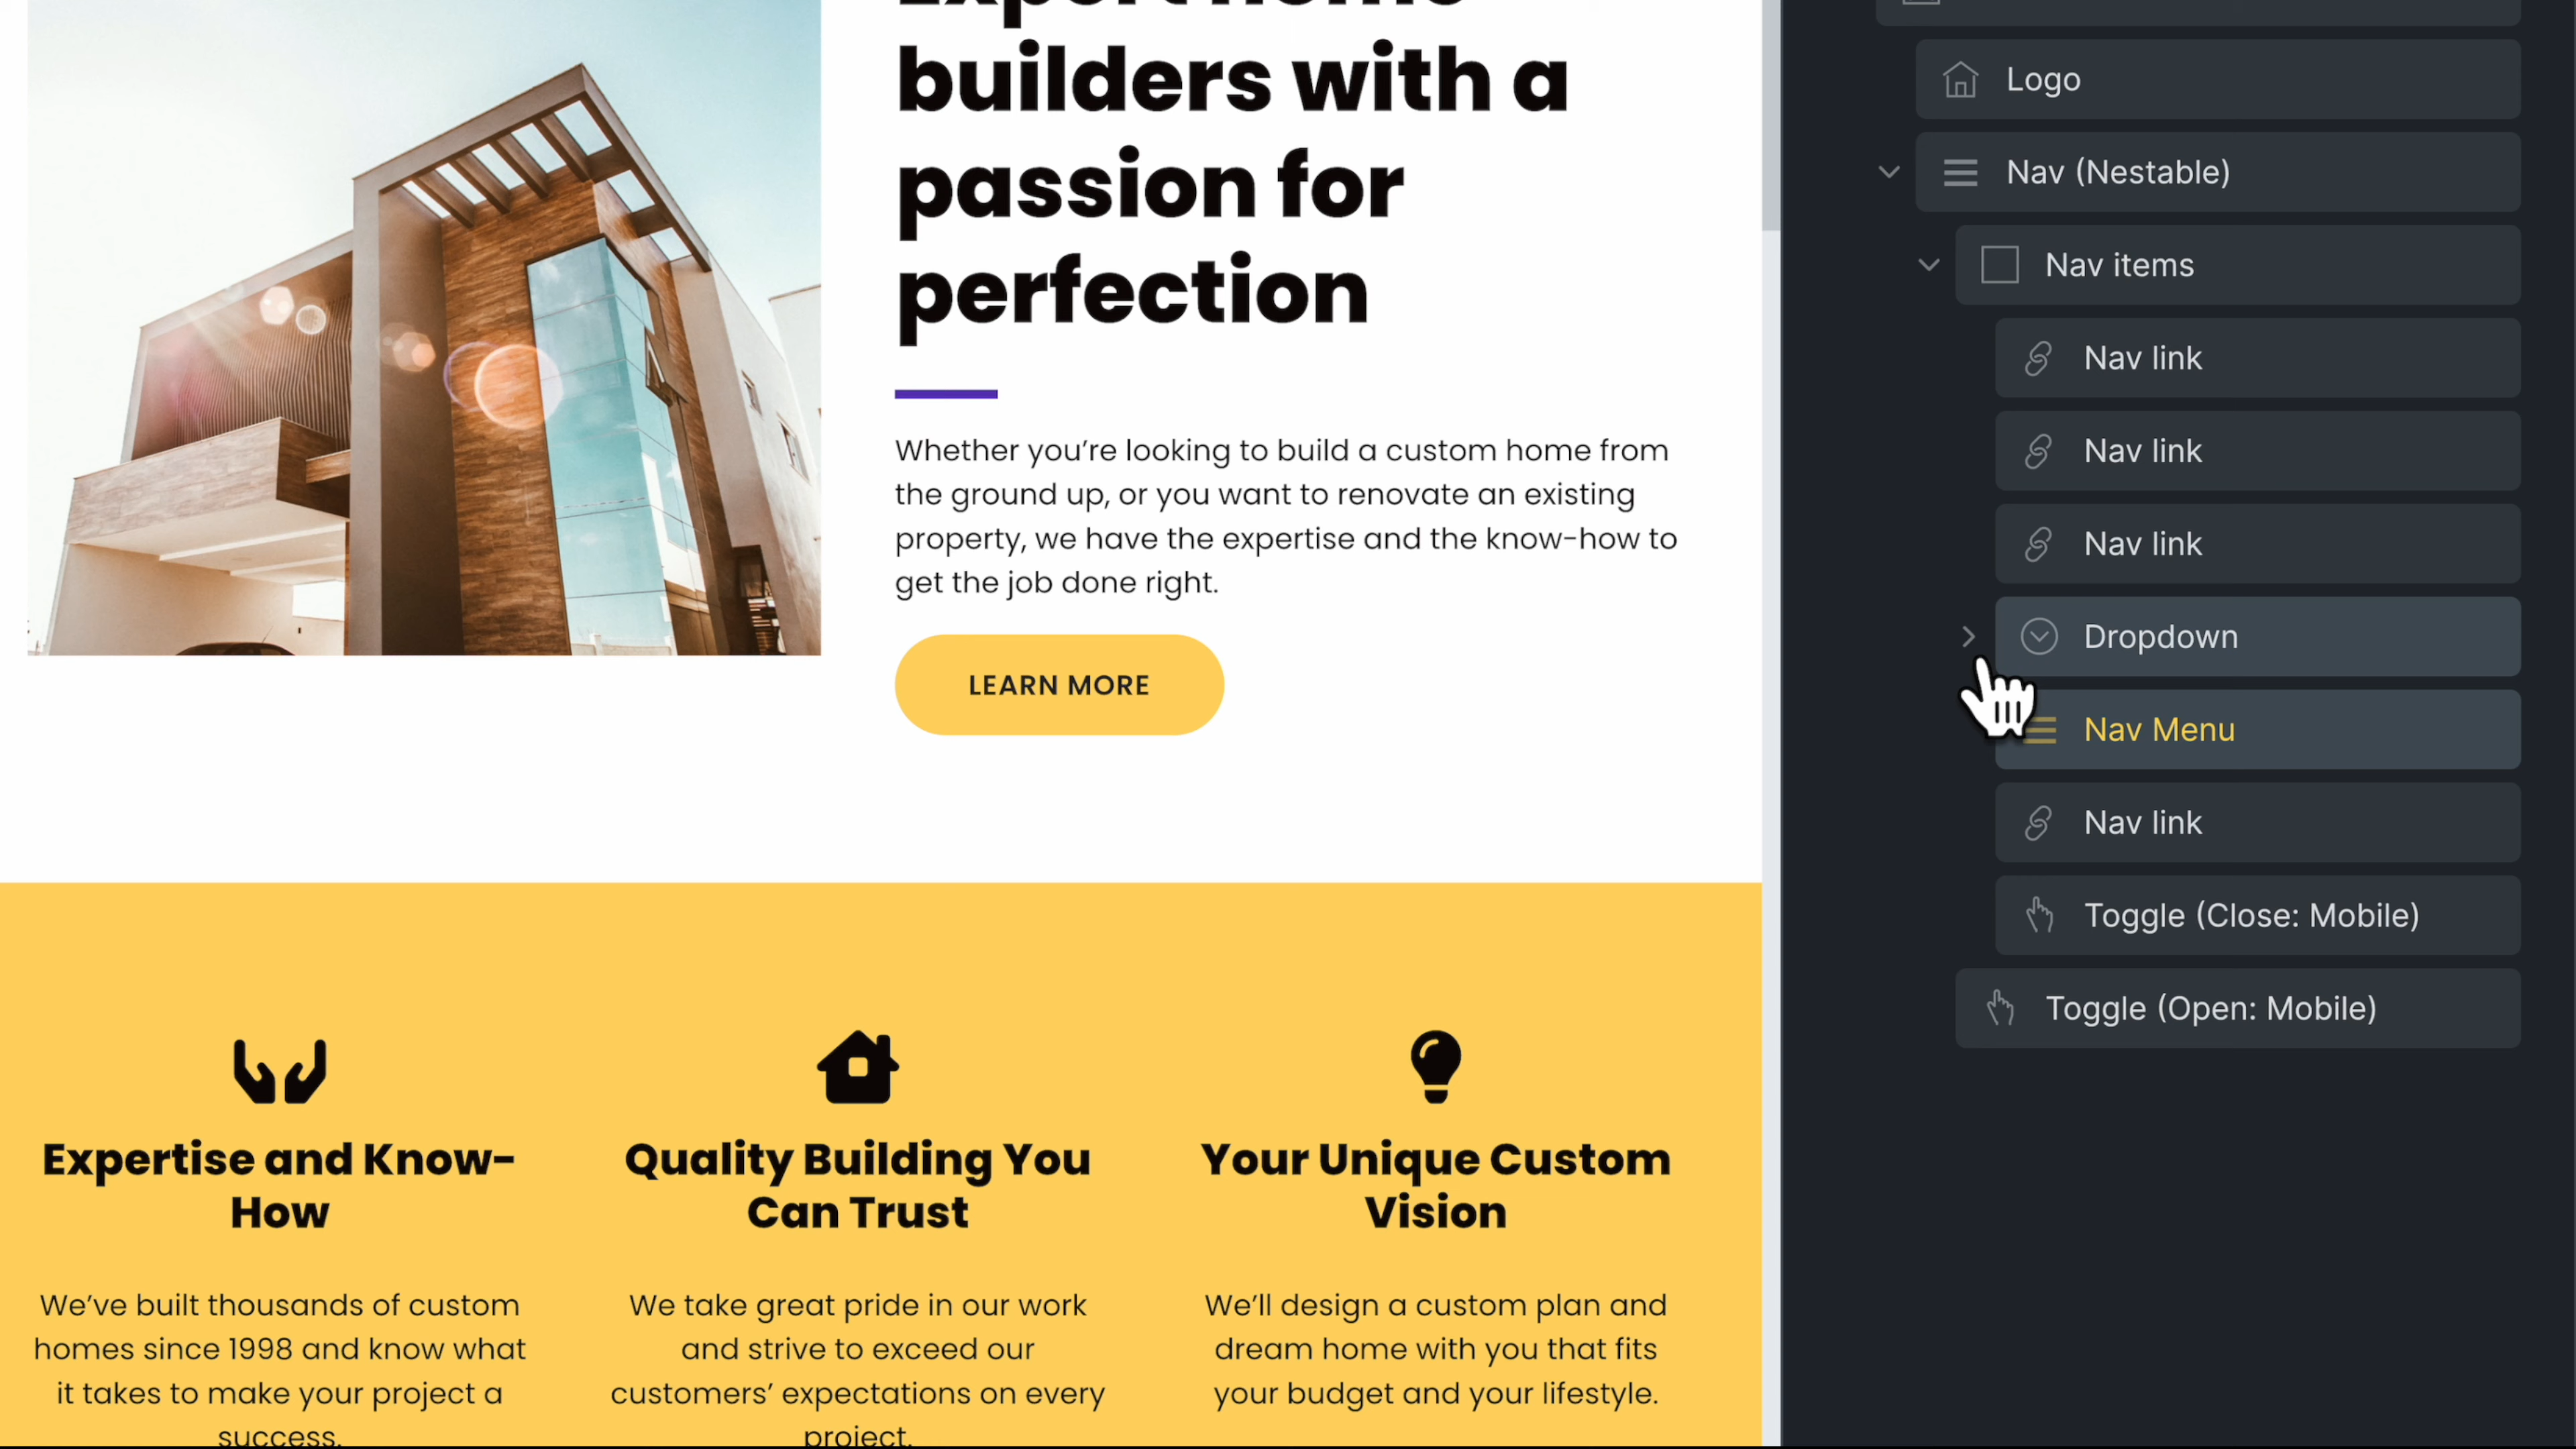 Expert home
builders with a
passion for
perfection
Whether you’re looking to build a custom home from
the ground up, or you want to renovate an existing
property, we have the expertise and the know-how to
get the job done right.
LEARN MORE
Expertise and Know-
How
We’ve built thousands of custom
homes since 1998 and know what
it takes to make your project a
success.
Quality Building You
Can Trust
We take great pride in our work
and strive to exceed our
customers’ expectations on every
project.
Your Unique Custom
Vision
We’ll design a custom plan and
dream home with you that fits
your budget and your lifestyle.
Logo
Nav (Nestable)
Nav items
Nav link
Nav link
Nav link
Dropdown
Nav Menu
Nav link
Toggle (Close: Mobile)
Toggle (Open: Mobile)